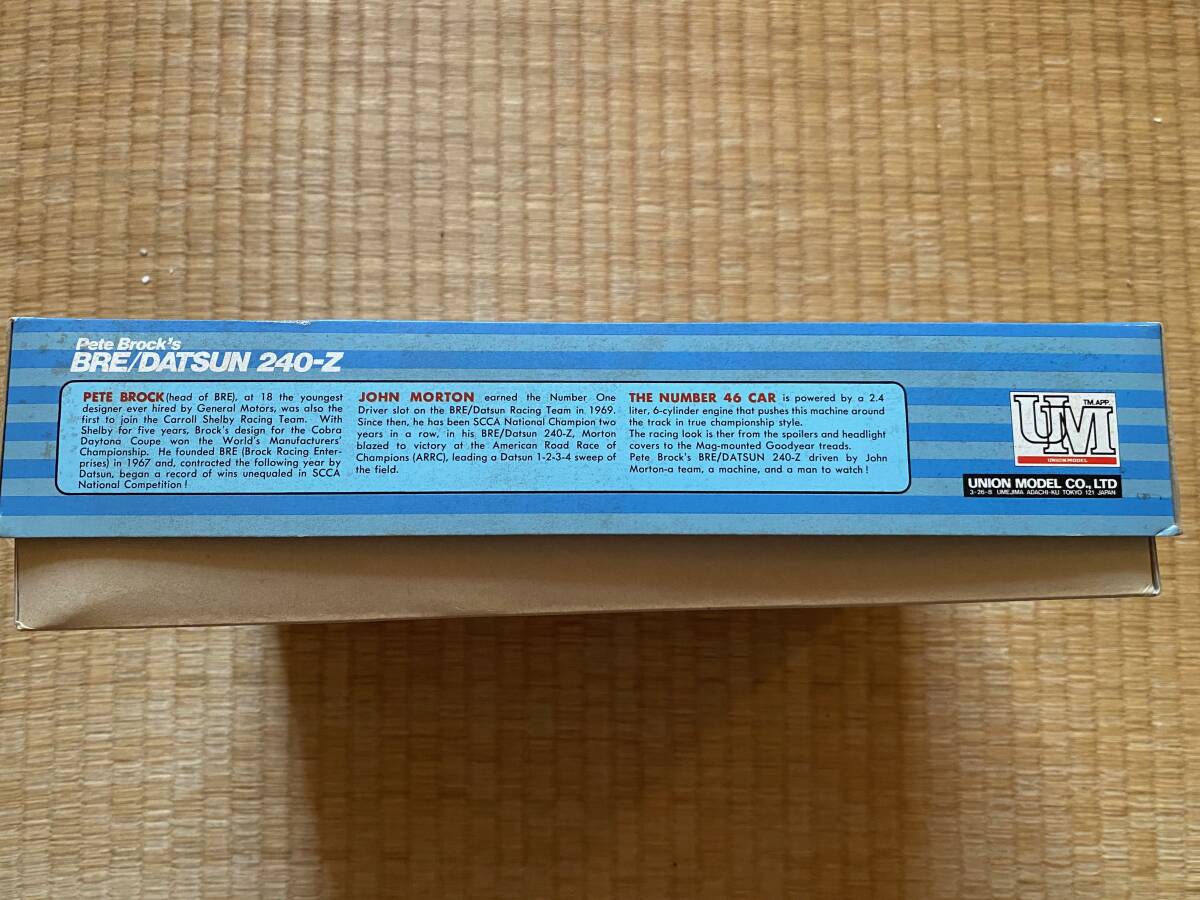 Pete Brock's
BRE/DATSUN 240-Z
PETE BROCK (head of BRE), at 18 the youngest
designer ever hired by General Motors, was also the
first to join the Carroll Shelby Racing Team. With
Shelby for five years, Brock's design for the Cobra
Daytona Coupe won the World's Manufacturers'
Championship. He founded BRE (Brock Racing Enter-
prises) in 1967 and, contracted the following year by
Datsun, began a record of wins unequaled in SCCA
National Competition!
JOHN MORTON earned the Number One
Driver slot on the BRE/Datsun Racing Team in 1969.
Since then, he has been SCCA National Champion two
years in a row, in his BRE/Datsun 240-Z, Morton
blazed to victory at the American Road Race of
Champions (ARRC), leading a Datsun 1-2-3-4 sweep of
the field.
THE NUMBER 46 CAR is powered by a 2.4
liter, 6-cylinder engine that pushes this machine around
the track in true championship style.
The racing look is ther from the spoilers and headlight
covers to the Mag-mounted Goodyear treads.
Pete Brock's BRE/DATSUN 240-Z driven by John
Morton-a team, a machine, and a man to watch!
TM. APP.
UM
UNION MODEL
UNION MODEL CO., LTD
3-26-8 UMEJIMA ADACHI-KU TOKYO 121 JAPAN